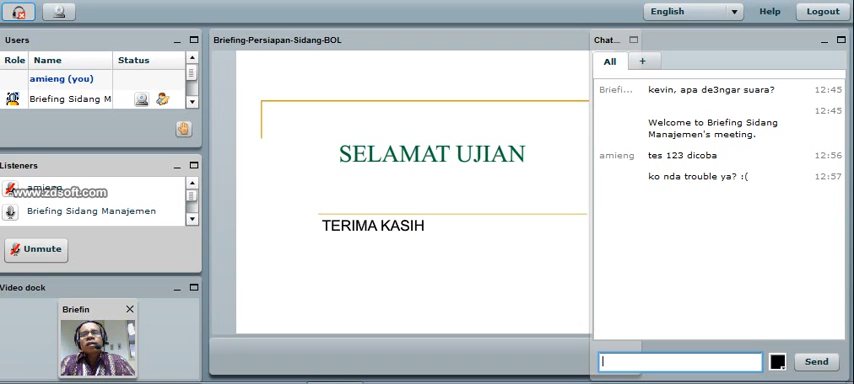 English
Help
Logout
Users
Role Name Status
amieng (you)
Briefing Sidang M
Listeners
amieng
www.zdsoft.com
Briefing Sidang Manajemen
Unmute
Video dock
Briefin
Briefing-Persiapan-Sidang-BOL
SELAMAT UJIAN
TERIMA KASIH
Chat...
All +
Briefi... kevin, apa de3ngar suara? 12:45
12:45
Welcome to Briefing Sidang
Manajemen's meeting.
amieng tes 123 dicoba 12:56
ko nda trouble ya? :( 12:57
Send